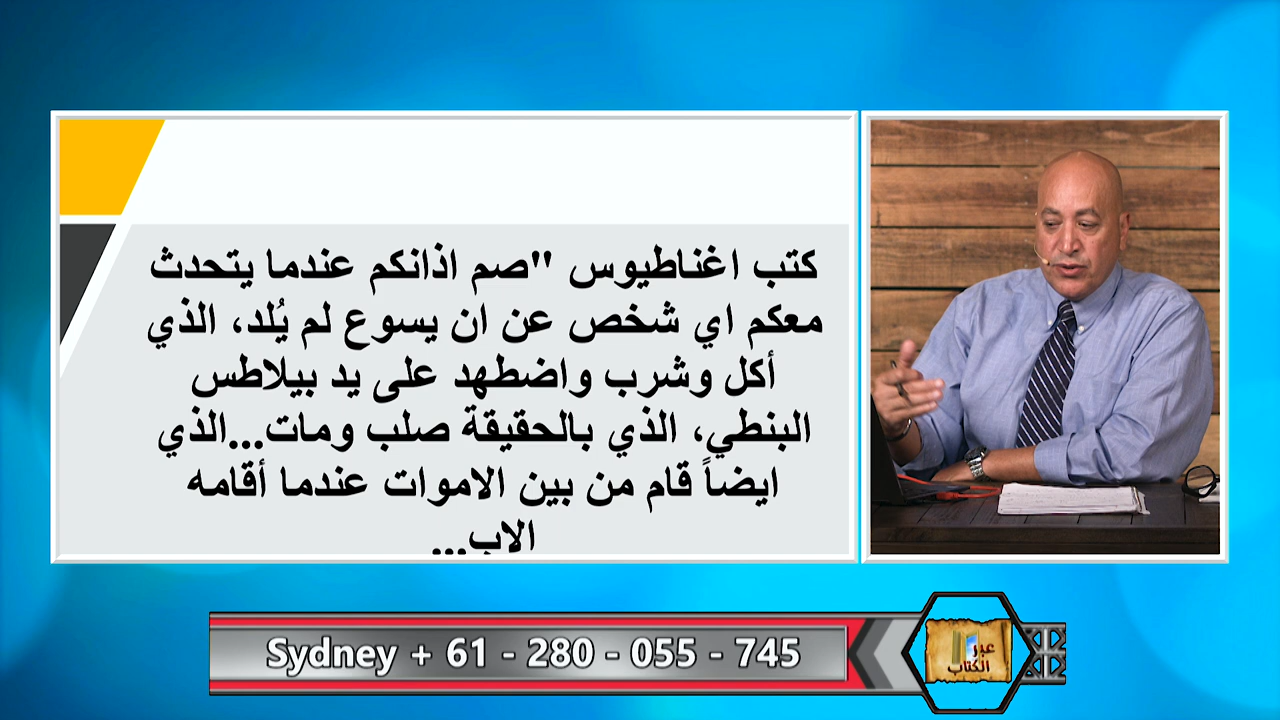 كتب اغناطيوس "صم اذانكم عندما يتحدث
معكم اي شخص عن ان يسوع لم يُلد، الذي
أكل وشرب واضطهد على يد بيلاطس
البنطي، الذي بالحقيقة صلب ومات...الذي
ايضاً قام من بين الاموات عندما أقامه
الاب...
Sydney + 61 - 280 - 055 - 745
عبر
الكتاب